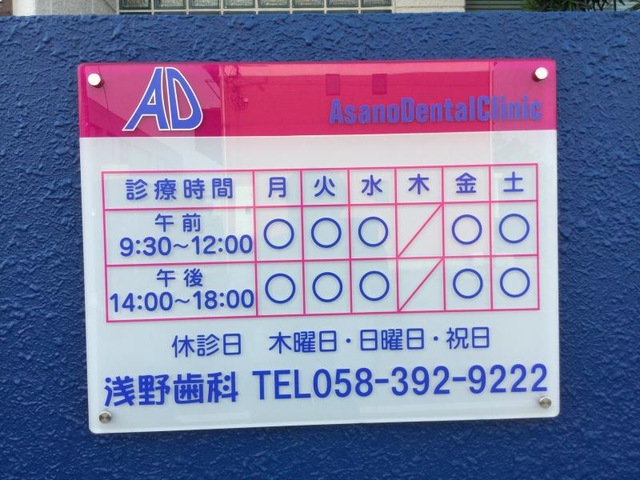 AD
AsanoDentalClinic
診療時間 月 火 水 木 金 土
午前
9:30〜12:00 ○ ○ ○ ／ ○ ○
午後
14:00〜18:00 ○ ○ ○ ／ ○ ○
休診日 木曜日・日曜日・祝日
浅野歯科 TEL058-392-9222